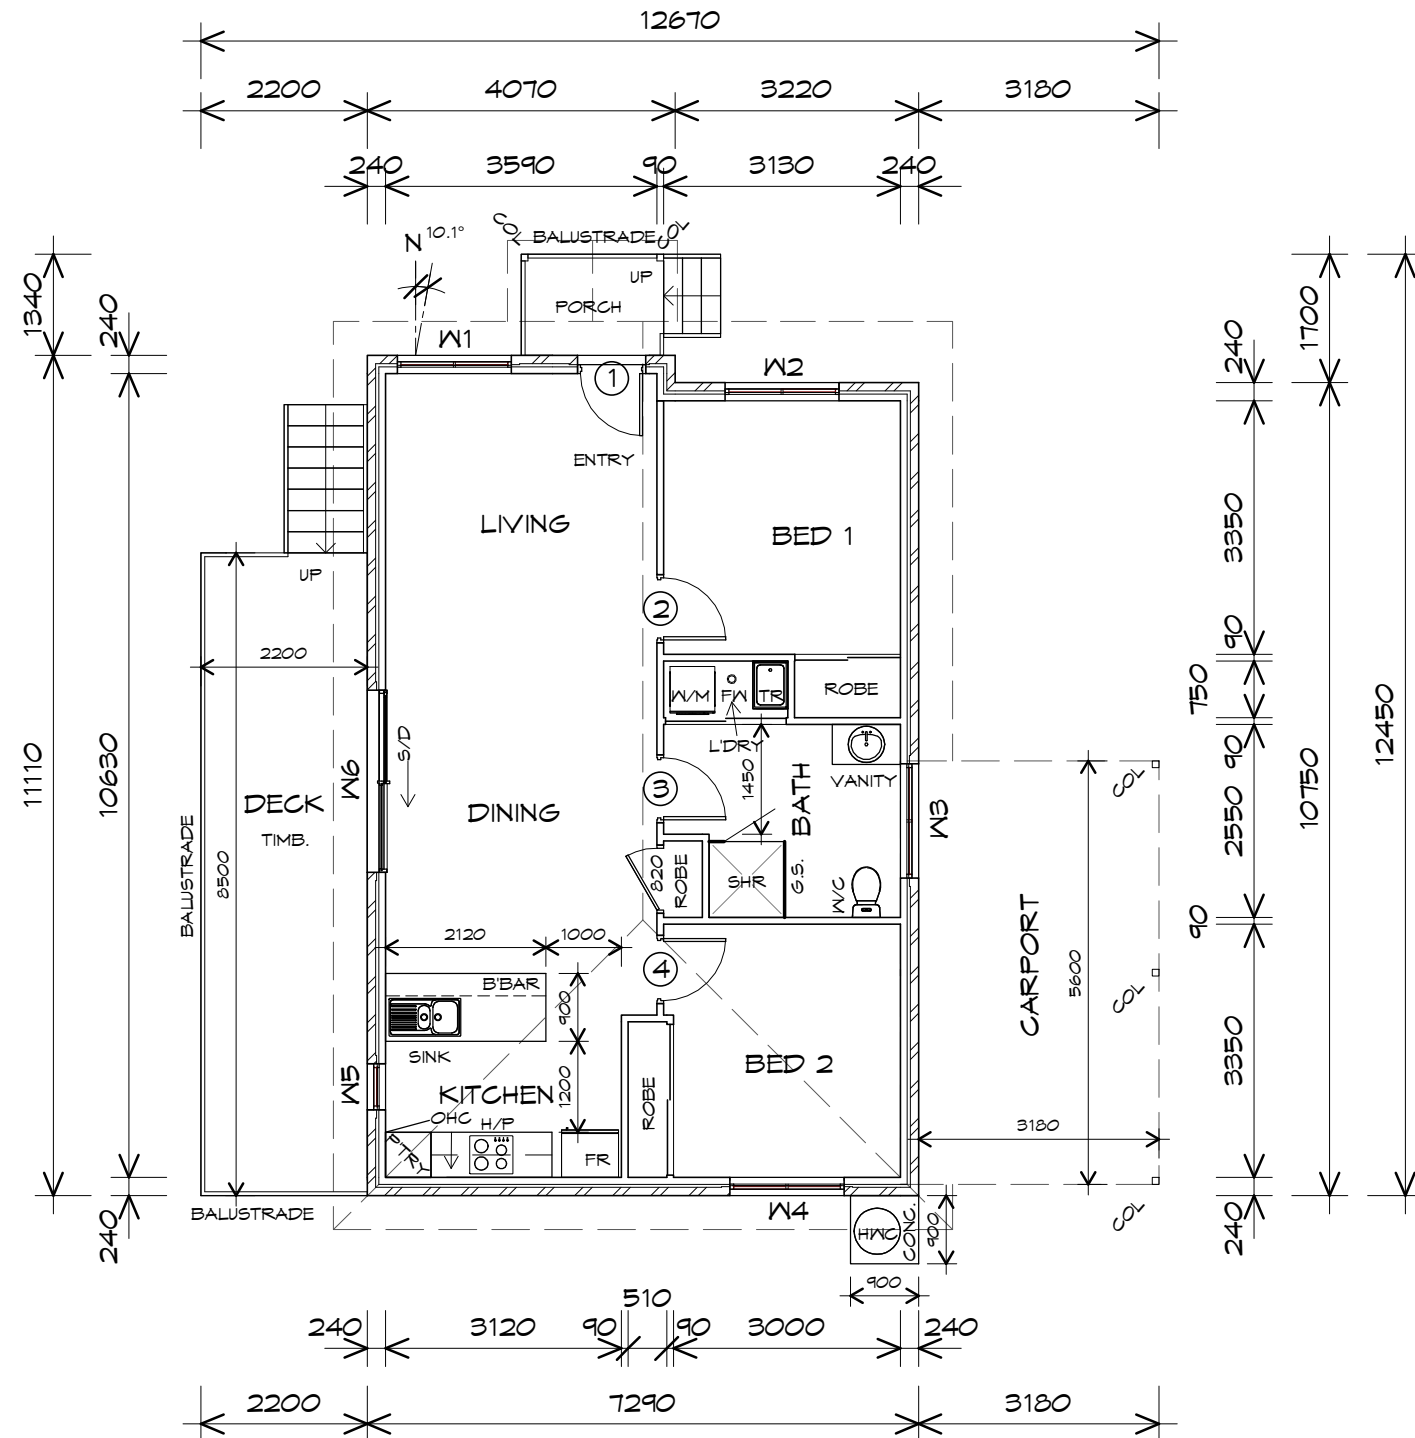 12670
2200 4070 3220 3180
240 3590 90 3130 240
COL BALUSTRADE COL
N 10.1°
UP
PORCH
1340
240
W1
W2
240
1700
1
ENTRY
LIVING
BED 1
3350
UP
2
2200
90
W/M FW TR
ROBE
750
L'DRY
S/D
W6
1450
BATH
VANITY
3
DECK
TIMB.
DINING
W3
COL
90
2550
11110
10630
10750
12450
BALUSTRADE
8500
820
ROBE
SHR
G.S.
W/C
CARPORT
5600
90
2120 1000
4
B'BAR
900
COL
SINK
W5
KITCHEN
1200
BED 2
3350
ROBE
OHC
H/P
P'TRY
FR
3180
BALUSTRADE
240
W4
HWC
CONC.
900
COL
240
900
510
240 3120 90 90 3000 240
2200 7290 3180